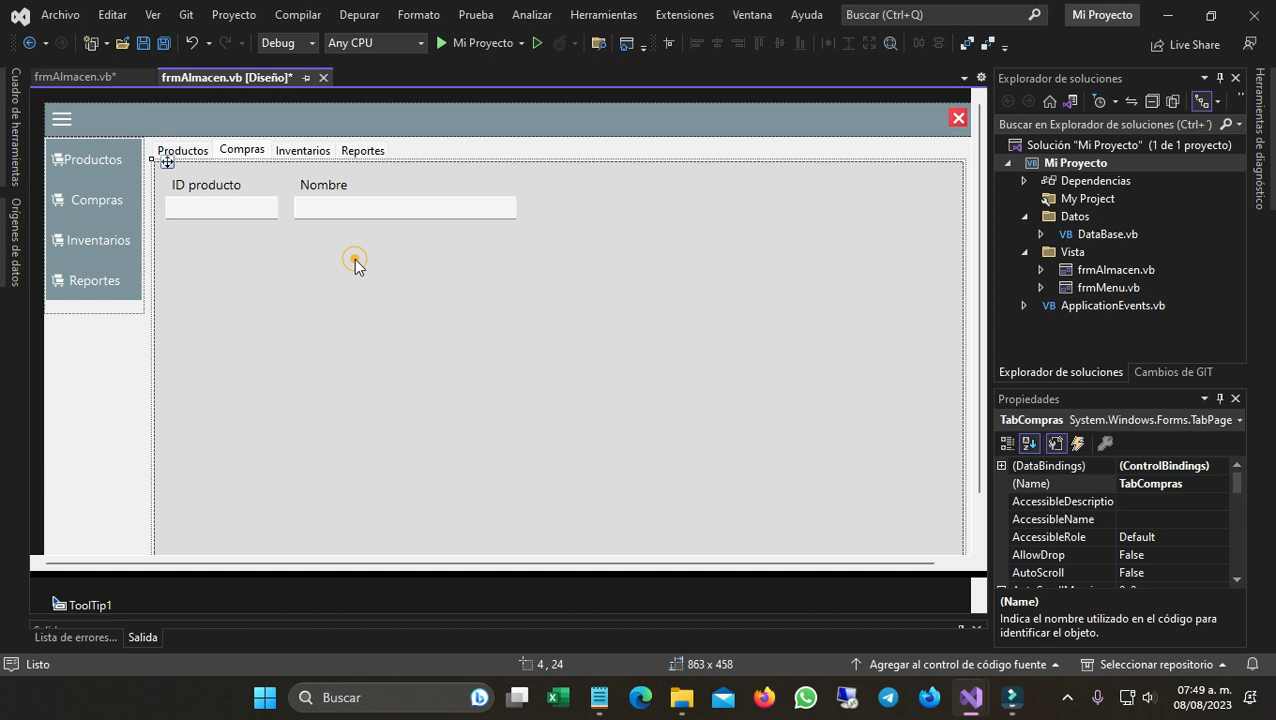 Archivo Editar Ver Git Proyecto Compilar Depurar Formato Prueba Analizar Herramientas Extensiones Ventana Ayuda Buscar (Ctrl+Q) Mi Proyecto
Debug Any CPU Mi Proyecto Live Share
frmAlmacen.vb* frmAlmacen.vb [Diseño]*
Cuadro de herramientas
Orígenes de datos
Productos
Compras
Inventarios
Reportes
Productos Compras Inventarios Reportes
ID producto Nombre
ToolTip1
Lista de errores... Salida
Explorador de soluciones
Buscar en Explorador de soluciones (Ctrl+´)
Solución "Mi Proyecto" (1 de 1 proyecto)
Mi Proyecto
Dependencias
My Project
Datos
VB DataBase.vb
Vista
frmAlmacen.vb
frmMenu.vb
VB ApplicationEvents.vb
Explorador de soluciones Cambios de GIT
Herramientas de diagnóstico
Propiedades
TabCompras System.Windows.Forms.TabPage
(DataBindings) (ControlBindings)
(Name) TabCompras
AccessibleDescriptio
AccessibleName
AccessibleRole Default
AllowDrop False
AutoScroll False
(Name)
Indica el nombre utilizado en el código para
identificar el objeto.
Listo 4 , 24 863 x 458 Agregar al control de código fuente Seleccionar repositorio
Buscar
07:49 a. m.
08/08/2023